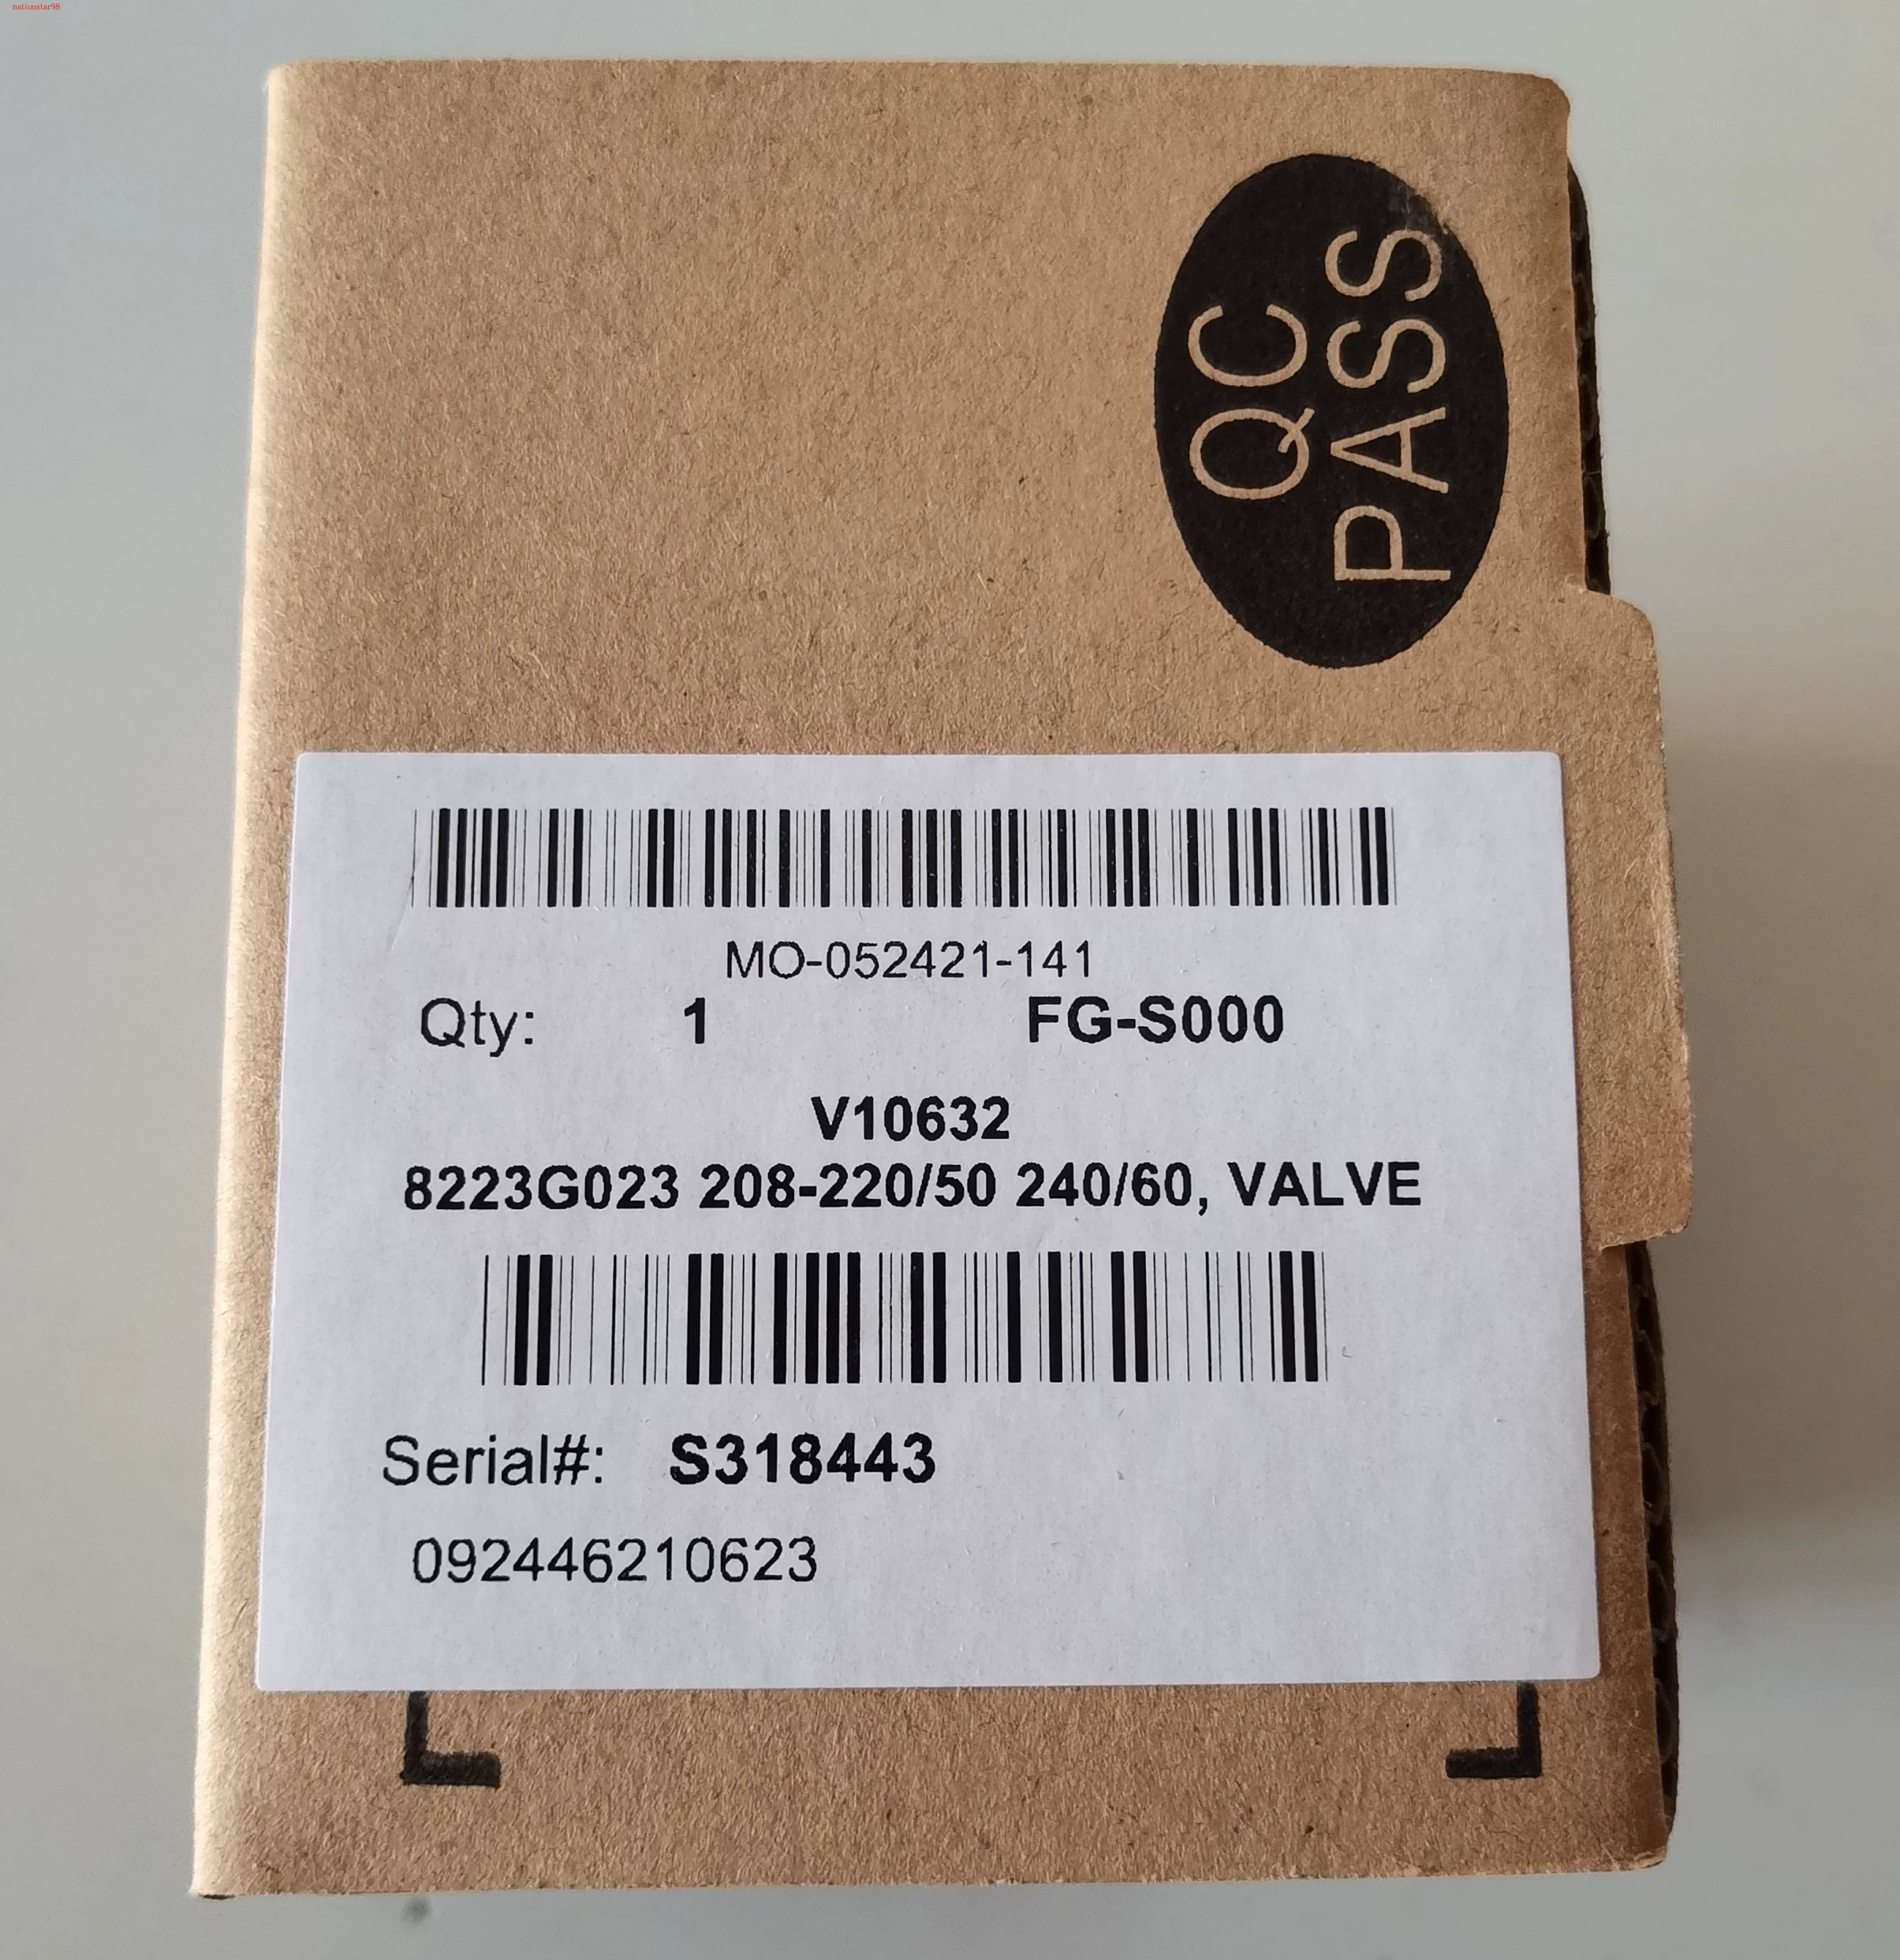 nationstar98
QC
PASS
MO-052421-141
Qty: 1 FG-S000
V10632
8223G023 208-220/50 240/60, VALVE
Serial#: S318443
092446210623